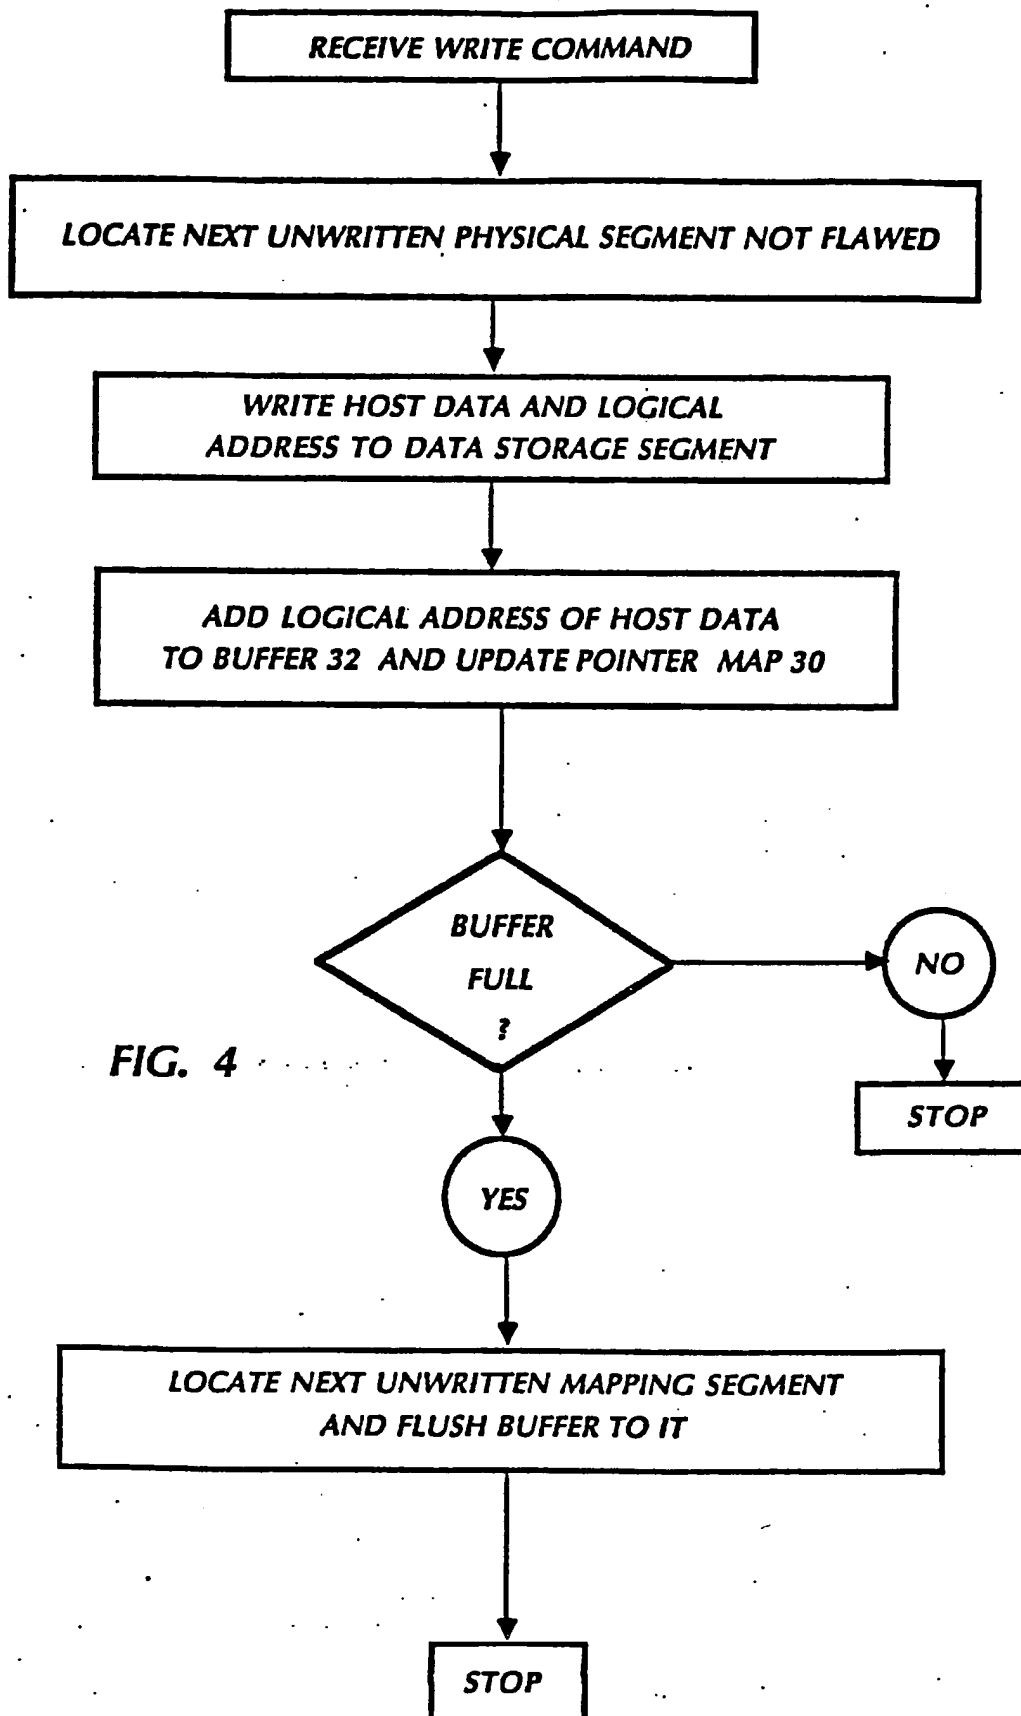 RECEIVE WRITE COMMAND
LOCATE NEXT UNWRITTEN PHYSICAL SEGMENT NOT FLAWED
WRITE HOST DATA AND LOGICAL
ADDRESS TO DATA STORAGE SEGMENT
ADD LOGICAL ADDRESS OF HOST DATA
TO BUFFER 32 AND UPDATE POINTER MAP 30
BUFFER
FULL
?
NO
STOP
FIG. 4
YES
LOCATE NEXT UNWRITTEN MAPPING SEGMENT
AND FLUSH BUFFER TO IT
STOP